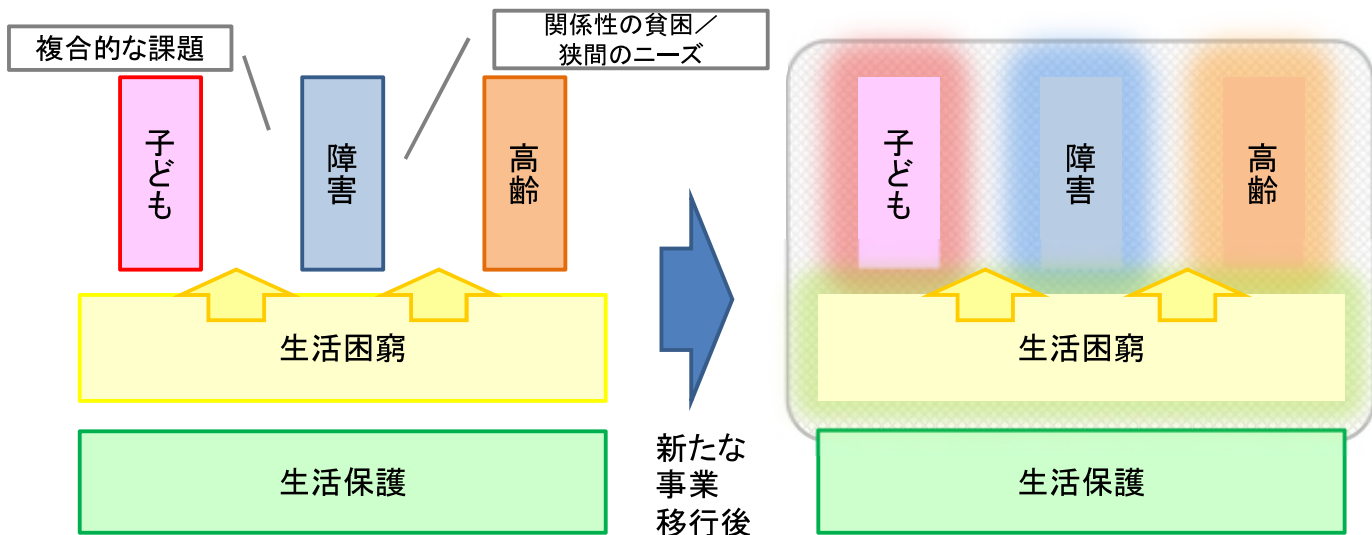 複合的な課題
関係性の貧困／
狭間のニーズ
子ども
障害
高齢
生活困窮
生活保護
新たな
事業
移行後
子ども
障害
高齢
生活困窮
生活保護